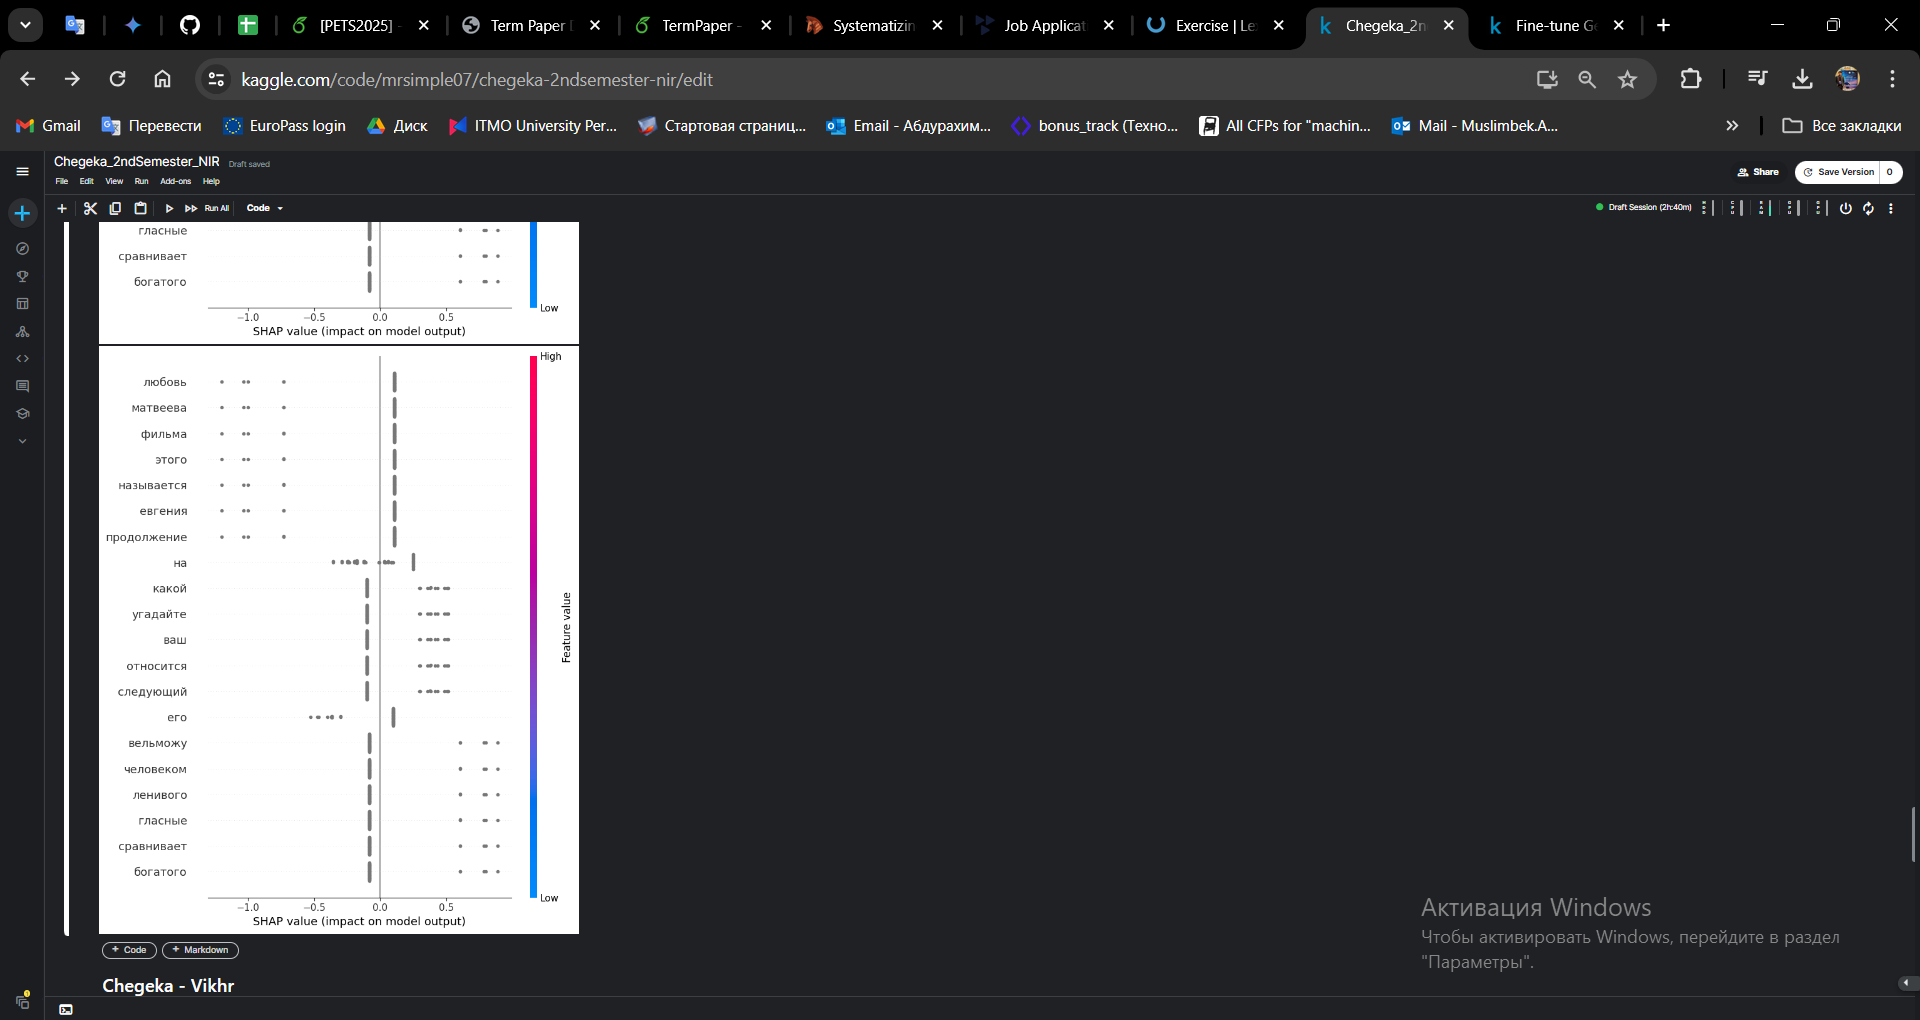 [PETS2025] -
Term Paper
TermPaper -
Systematizin
Job Applicat
Exercise | Le
Chegeka_2n
Fine-tune G
kaggle.com/code/mrsimple07/chegeka-2ndsemester-nir/edit
Gmail
Перевести
EuroPass login
Диск
ITMO University Per...
Стартовая страниц...
Email - Абдурахим...
bonus_track (Техно...
All CFPs for "machin...
Mail - Muslimbek.A...
Все закладки
Chegeka_2ndSemester_NIR
Draft saved
File Edit View Run Add-ons Help
Share
Save Version
0
Run All
Code
Draft Session (2h:40m)
гласные
сравнивает
богатого
Low
−1.0 −0.5 0.0 0.5
SHAP value (impact on model output)
High
любовь
матвеева
фильма
этого
называется
евгения
продолжение
на
какой
угадайте
ваш
относится
следующий
его
вельможу
человеком
ленивого
гласные
сравнивает
богатого
Feature value
Low
−1.0 −0.5 0.0 0.5
SHAP value (impact on model output)
+ Code
+ Markdown
Chegeka - Vikhr
Активация Windows
Чтобы активировать Windows, перейдите в раздел
"Параметры".